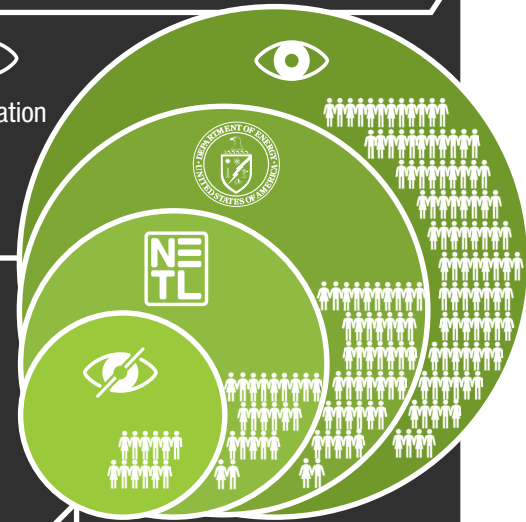 ation
DEPARTMENT OF ENERGY
UNITED STATES OF AMERICA
NE
TL